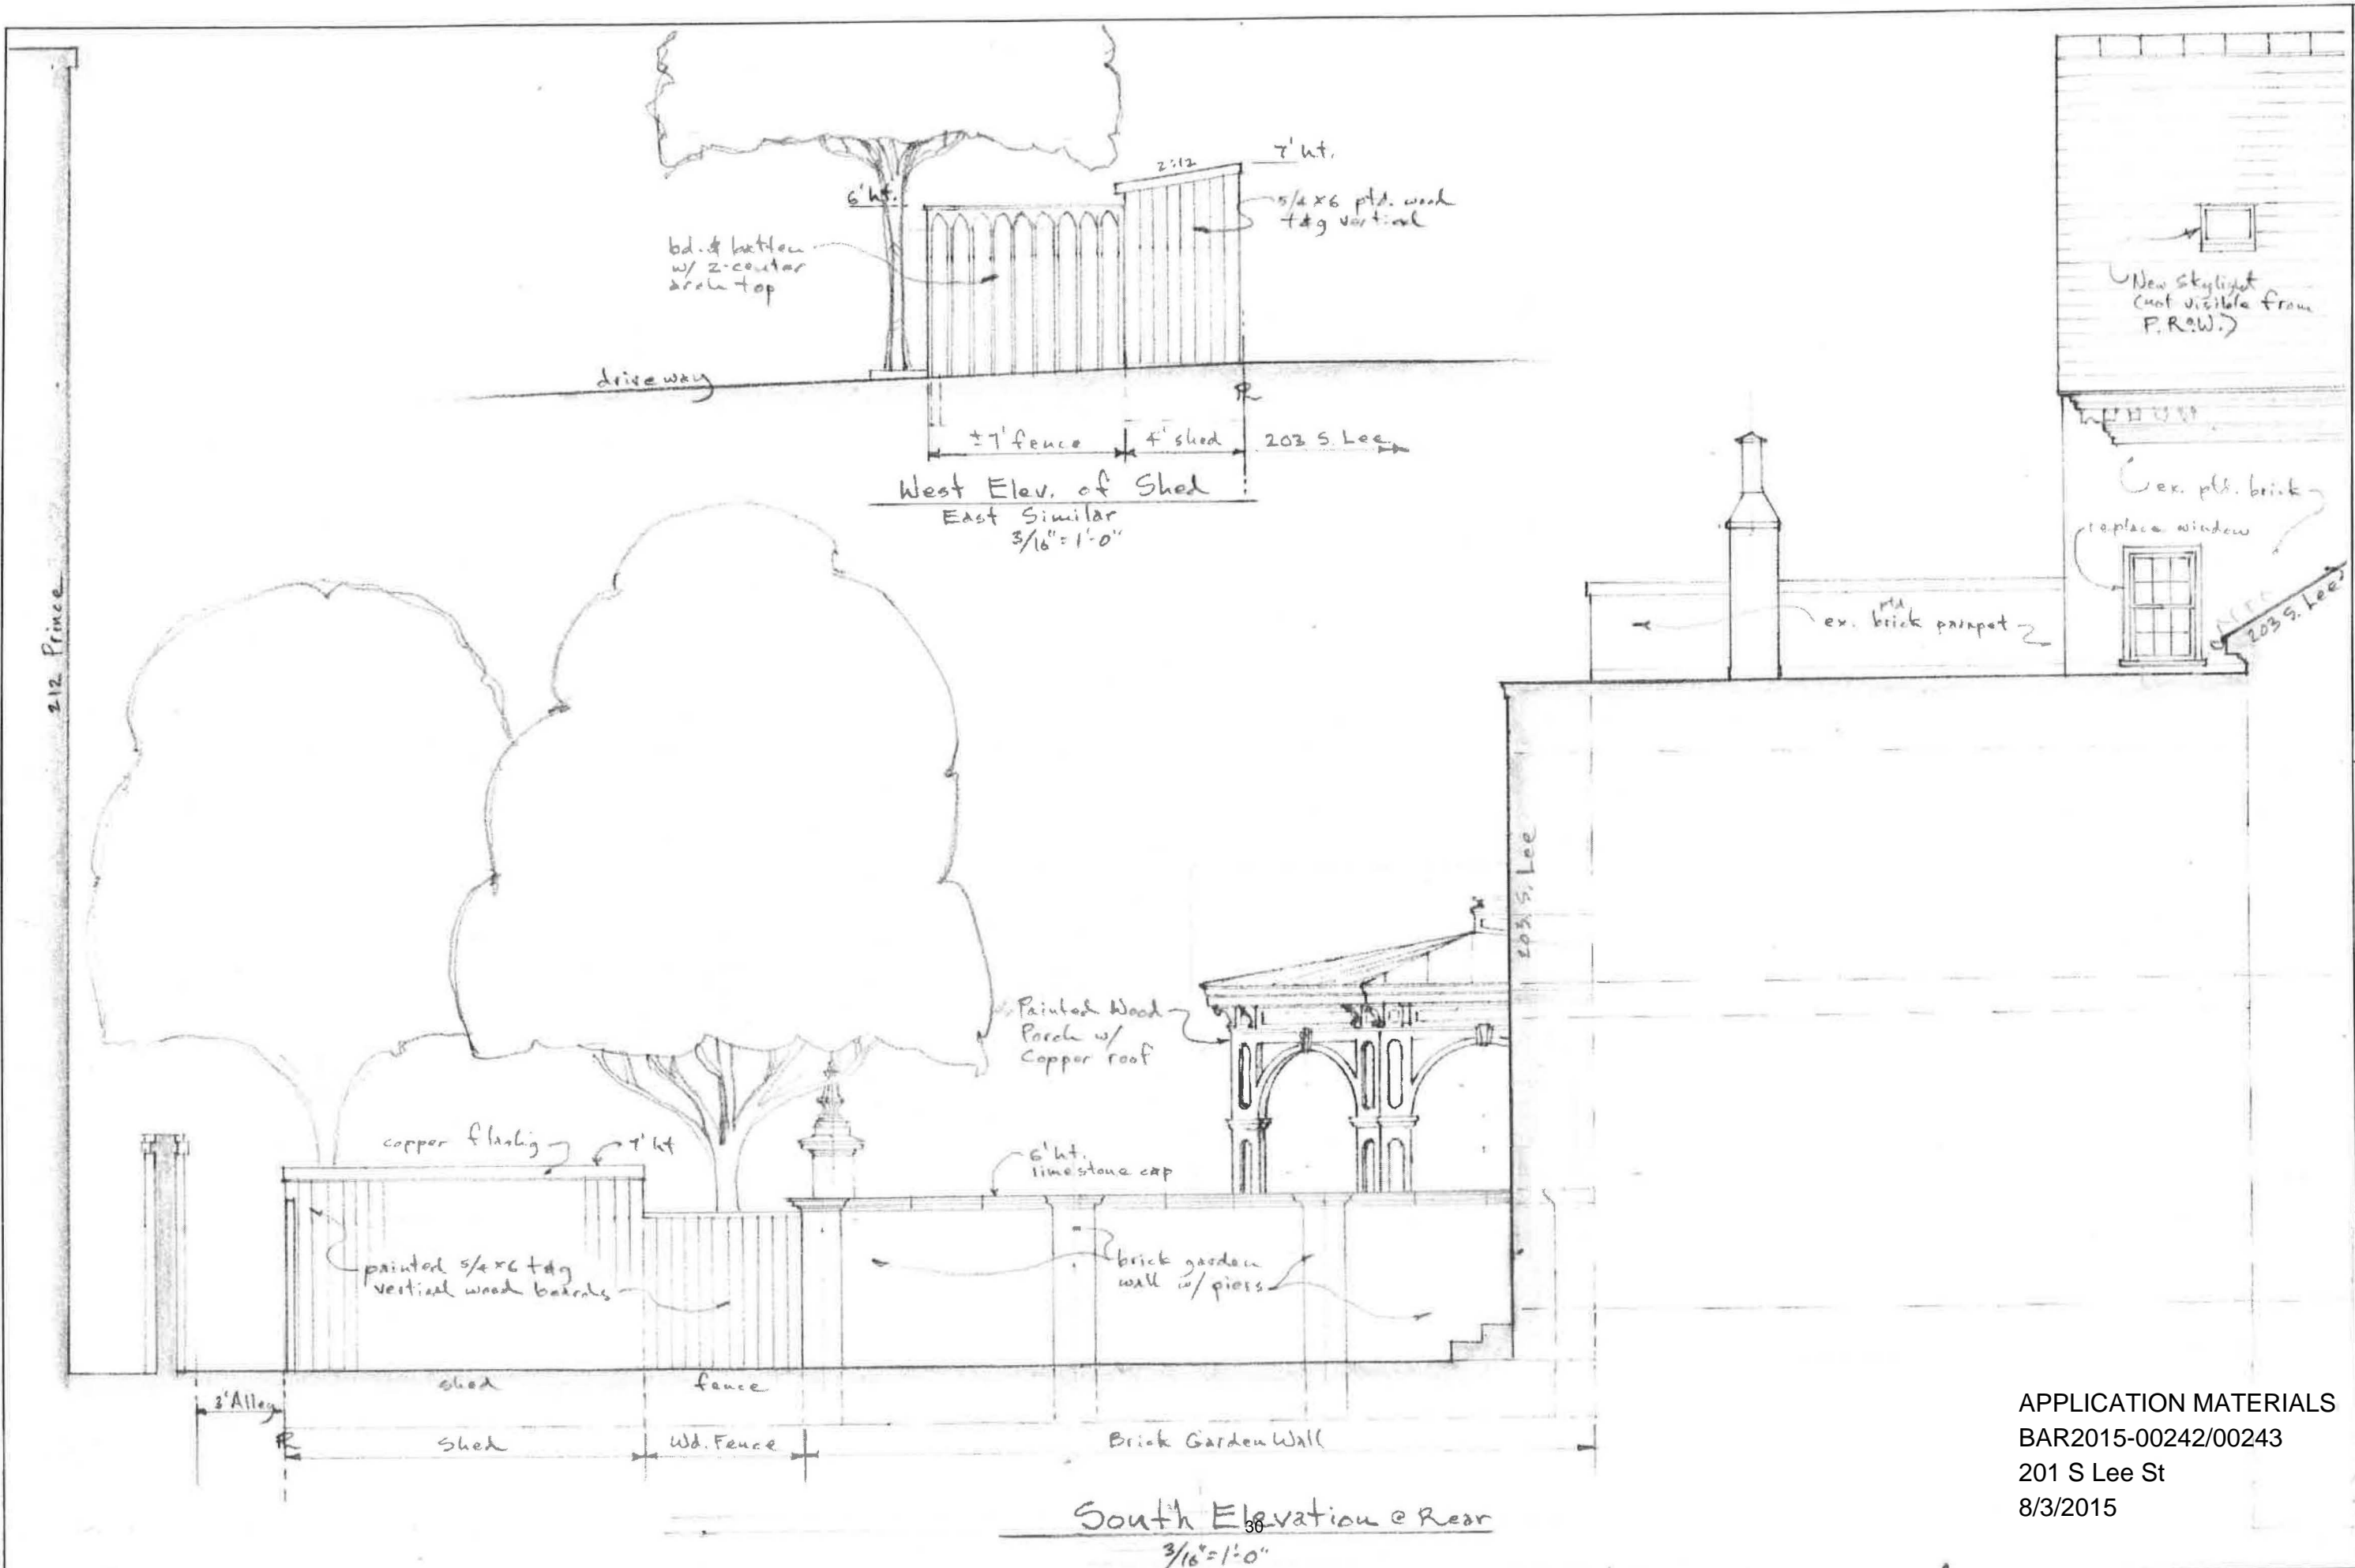 7' ht.
2:12
6' ht.
5/4 x 6 ptd. wood
t&g vertical
bd. & batten
w/ 2-center
arch top
New Skylight
(not visible from
P.R.O.W.)
driveway
PL
±7' fence
4' shed
203 S. Lee
West Elev. of Shed
East Similar
3/16" = 1'-0"
ex. ptd. brick
replace window
203 S. Lee
ptd
ex. brick parapet
212 Prince
203 S. Lee
Painted Wood
Porch w/
Copper roof
copper flashing
7' ht
6' ht.
limestone cap
painted 5/4 x 6 t&g
vertical wood boards
brick garden
wall w/ piers
shed
fence
3' Alley
PL
Shed
Wd. Fence
Brick Garden Wall
South Elevation @ Rear
30
3/16" = 1'-0"
APPLICATION MATERIALS
BAR2015-00242/00243
201 S Lee St
8/3/2015